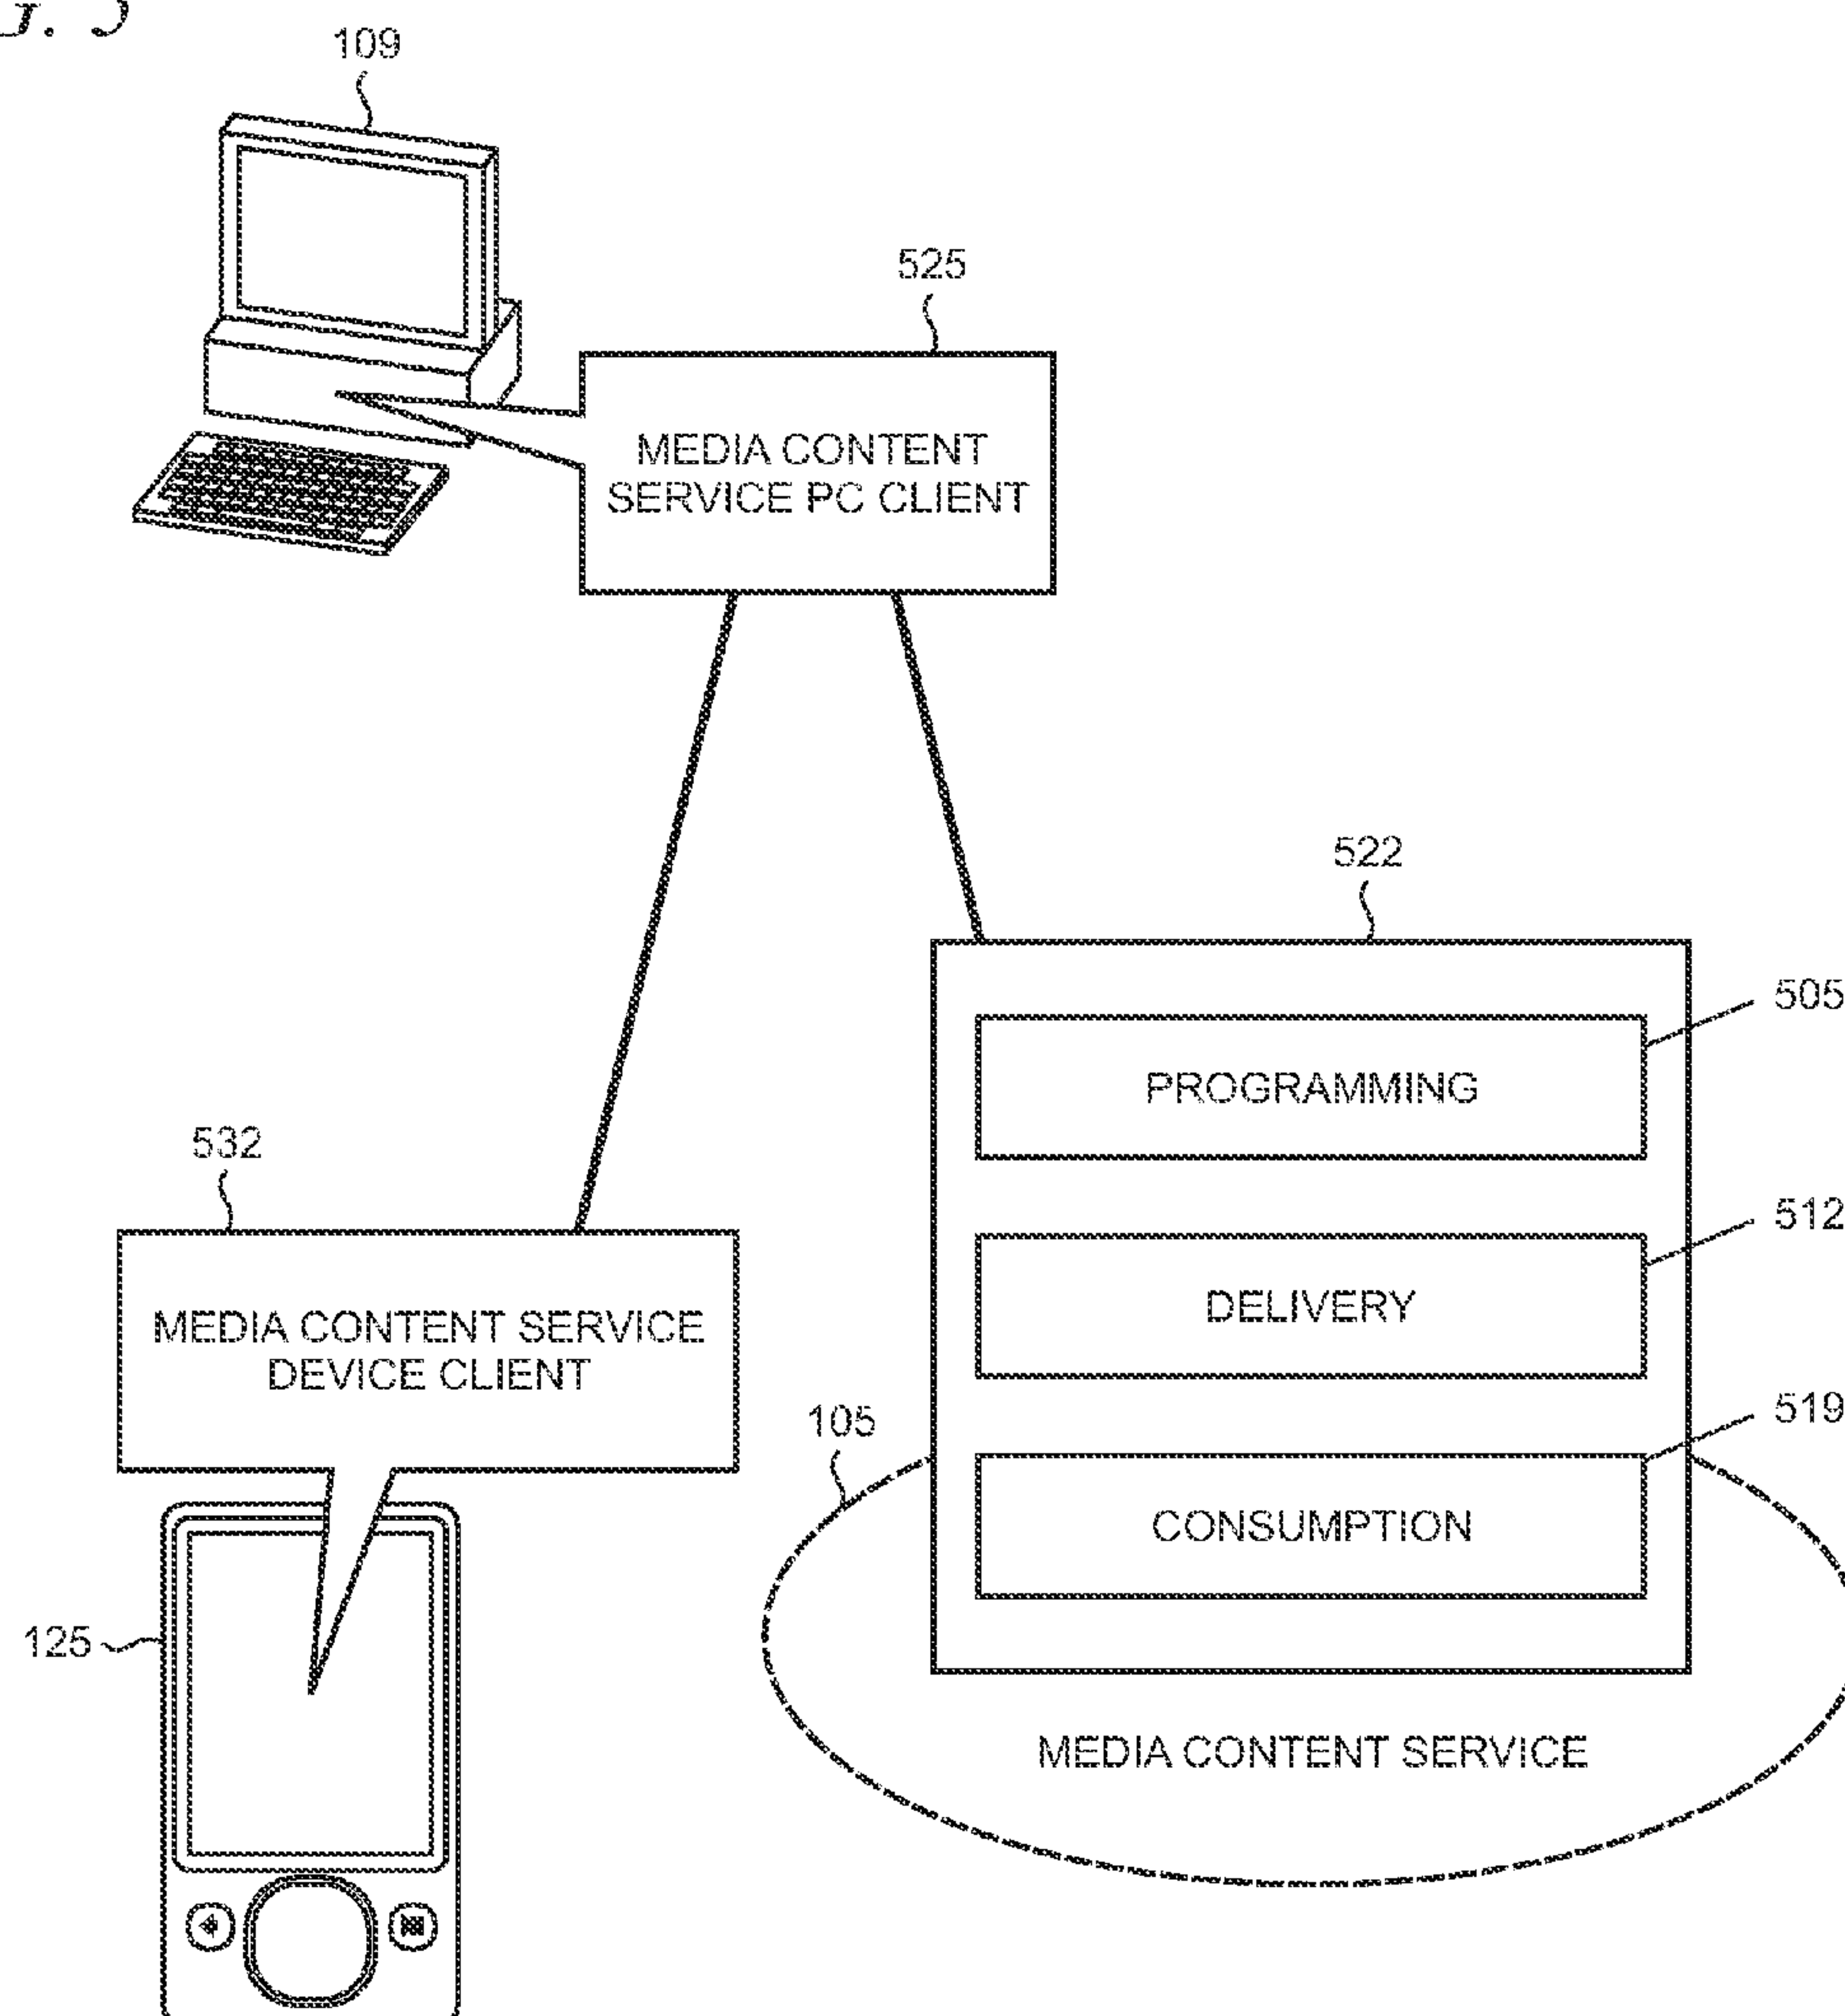 G. 5
109
525
MEDIA CONTENT
SERVICE PC CLIENT
522
505
PROGRAMMING
532
512
MEDIA CONTENT SERVICE
DEVICE CLIENT
DELIVERY
105
519
CONSUMPTION
125
MEDIA CONTENT SERVICE